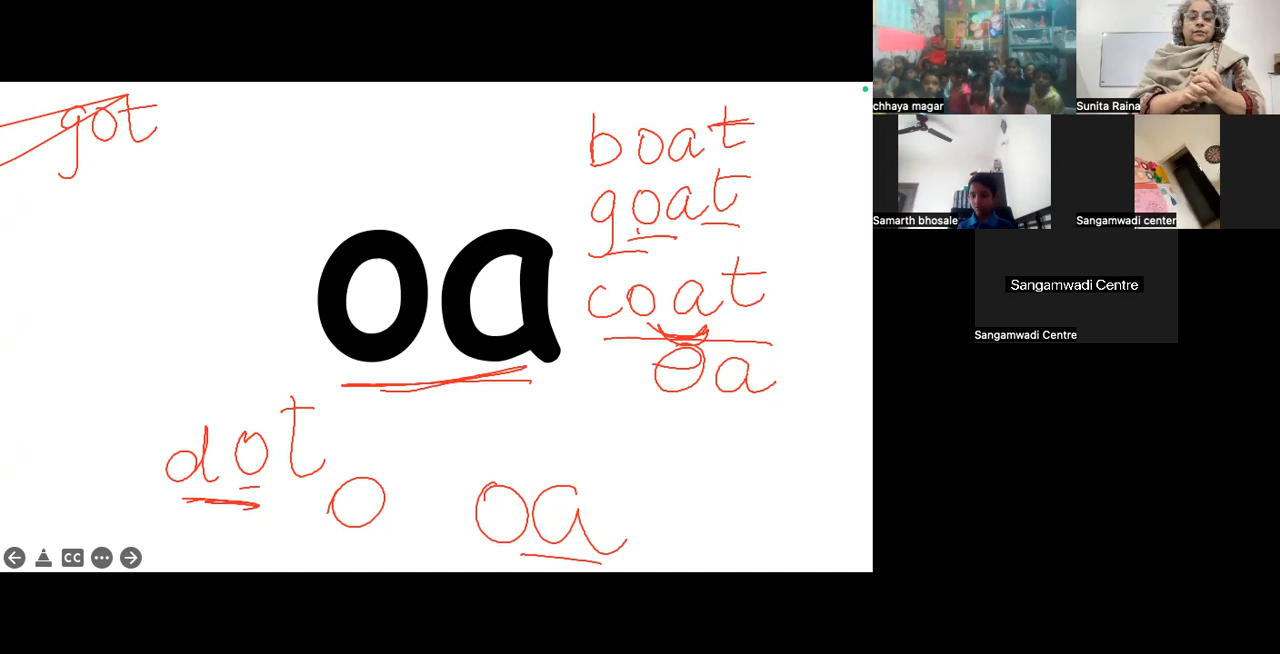 got
boat
goat
coat
oa
oa
dot
o
oa
CC
chhaya magar
Sunita Raina
Samarth bhosale
Sangamwadi center
Sangamwadi Centre
Sangamwadi Centre